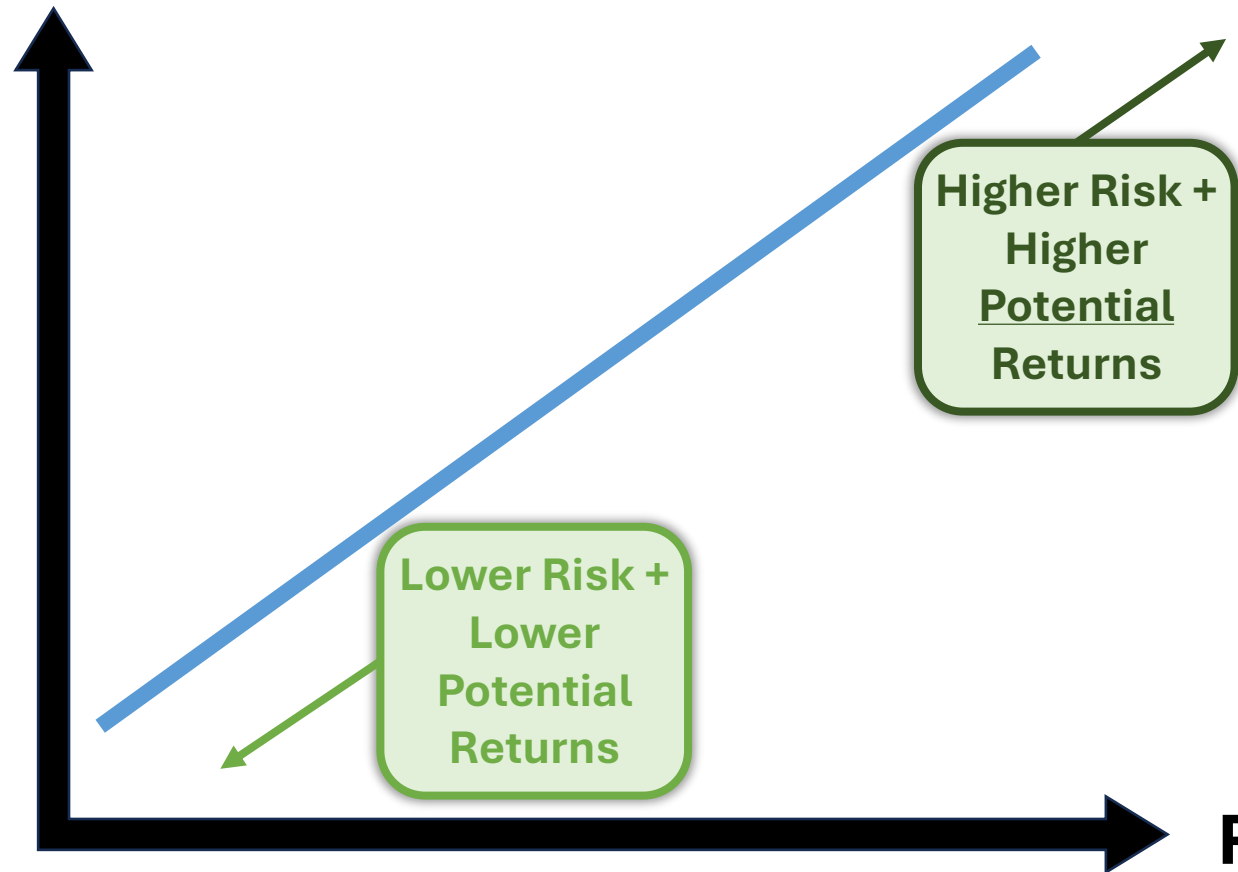 Higher Risk +
Higher
Potential
Returns
Lower Risk +
Lower
Potential
Returns